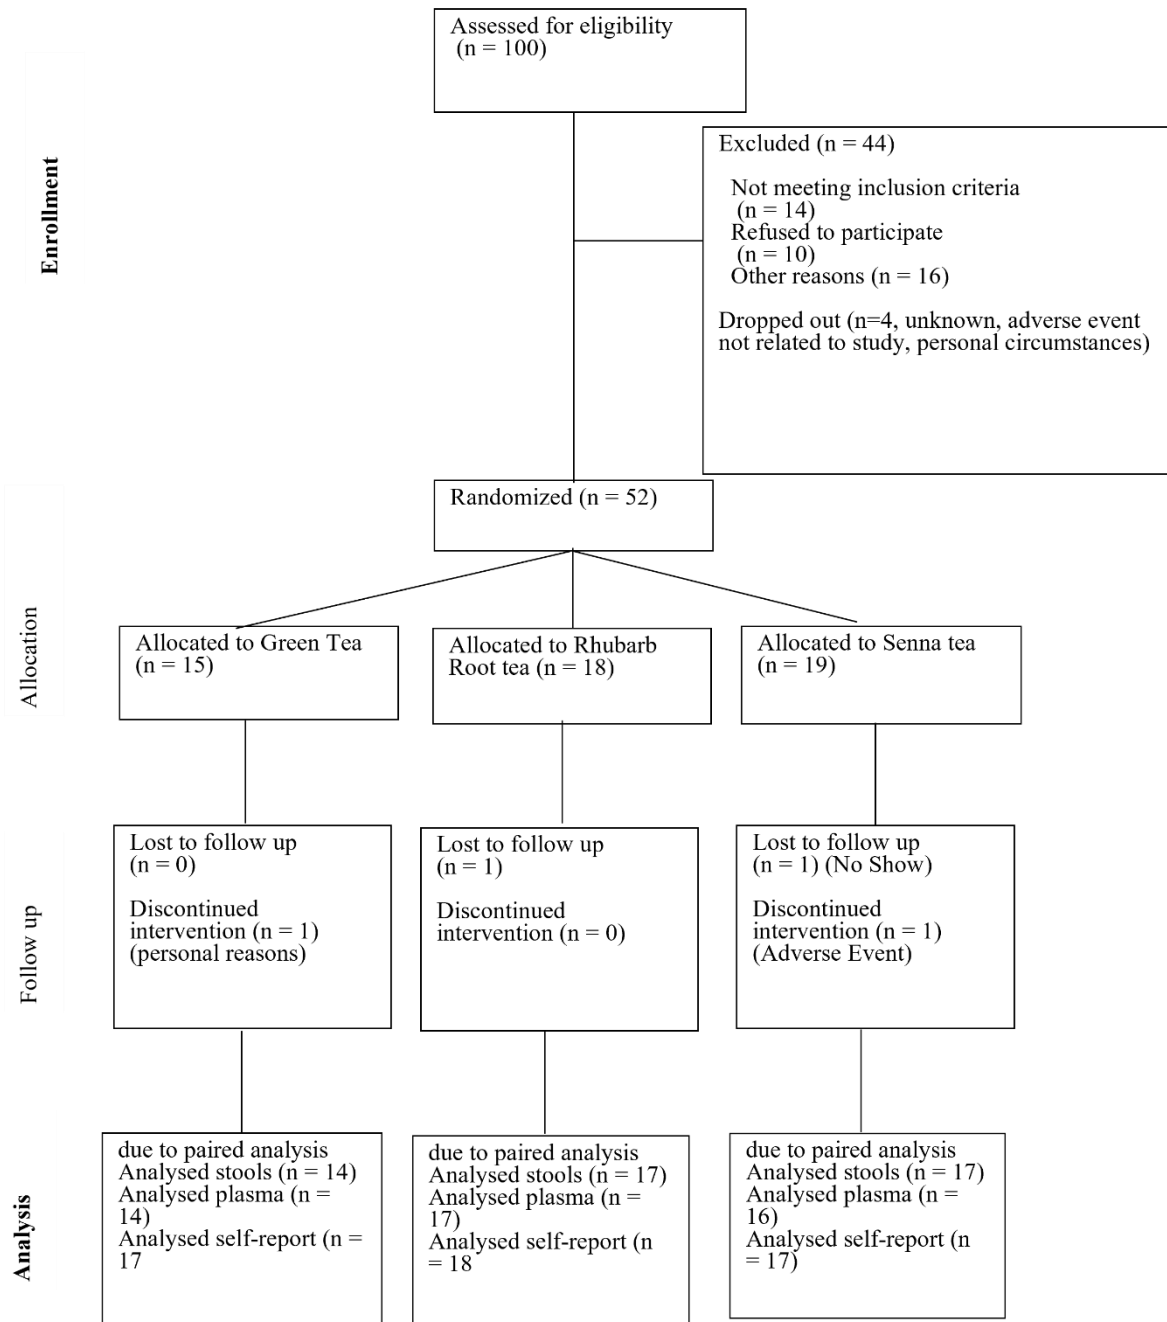 Assessed for eligibility
(n = 100)
Enrollment
Excluded (n = 44)
Not meeting inclusion criteria
(n = 14)
Refused to participate
(n = 10)
Other reasons (n = 16)
Dropped out (n=4, unknown, adverse event
not related to study, personal circumstances)
Randomized (n = 52)
Allocation
Allocated to Green Tea
(n = 15)
Allocated to Rhubarb
Root tea (n = 18)
Allocated to Senna tea
(n = 19)
Follow up
Lost to follow up
(n = 0)
Discontinued
intervention (n = 1)
(personal reasons)
Lost to follow up
(n = 1)
Discontinued
intervention (n = 0)
Lost to follow up
(n = 1) (No Show)
Discontinued
intervention (n = 1)
(Adverse Event)
Analysis
due to paired analysis
Analysed stools (n = 14)
Analysed plasma (n =
14)
Analysed self-report (n =
17
due to paired analysis
Analysed stools (n = 17)
Analysed plasma (n =
17)
Analysed self-report (n
= 18
due to paired analysis
Analysed stools (n = 17)
Analysed plasma (n =
16)
Analysed self-report (n
= 17)